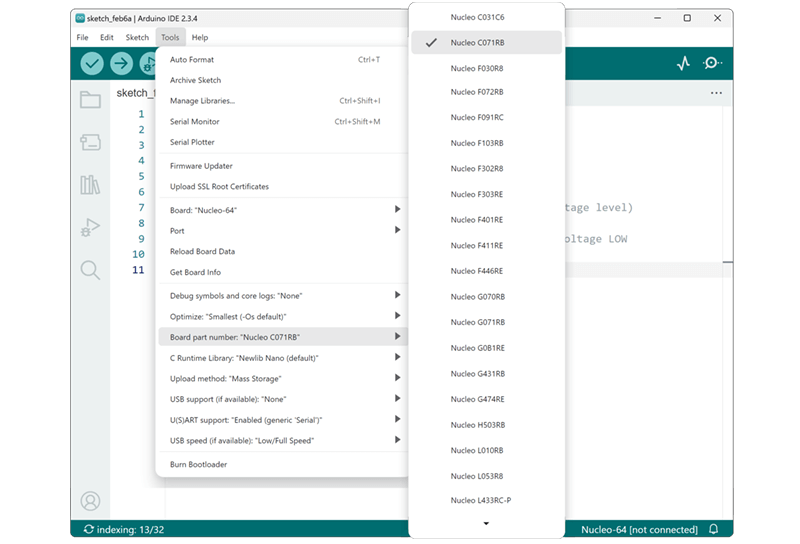 sketch_feb6a | Arduino IDE 2.3.4
File Edit Sketch Tools Help
sketch_f
1
2
3
4
5
6
7
8
9
10
11
Auto Format Ctrl+T
Archive Sketch
Manage Libraries... Ctrl+Shift+I
Serial Monitor Ctrl+Shift+M
Serial Plotter
Firmware Updater
Upload SSL Root Certificates
Board: "Nucleo-64"
Port
Reload Board Data
Get Board Info
Debug symbols and core logs: "None"
Optimize: "Smallest (-Os default)"
Board part number: "Nucleo C071RB"
C Runtime Library: "Newlib Nano (default)"
Upload method: "Mass Storage"
USB support (if available): "None"
U(S)ART support: "Enabled (generic 'Serial')"
USB speed (if available): "Low/Full Speed"
Burn Bootloader
Nucleo C031C6
Nucleo C071RB
Nucleo F030R8
Nucleo F072RB
Nucleo F091RC
Nucleo F103RB
Nucleo F302R8
Nucleo F303RE
Nucleo F401RE
Nucleo F411RE
Nucleo F446RE
Nucleo G070RB
Nucleo G071RB
Nucleo G0B1RE
Nucleo G431RB
Nucleo G474RE
Nucleo H503RB
Nucleo L010RB
Nucleo L053R8
Nucleo L433RC-P
tage level)
oltage LOW
indexing: 13/32
Nucleo-64 [not connected]